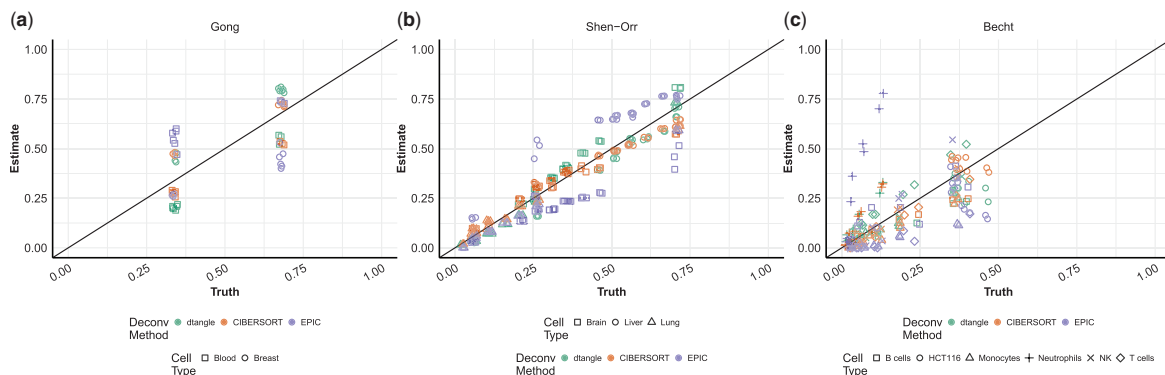 (a)
Gong
Estimate
1.00
0.75
0.50
0.25
0.00
0.00
0.25
0.50
0.75
1.00
Truth
Deconv Method
dtangle
CIBERSORT
EPIC
Cell Type
Blood
Breast
(b)
Shen−Orr
Estimate
1.00
0.75
0.50
0.25
0.00
0.00
0.25
0.50
0.75
1.00
Truth
Cell Type
Brain
Liver
Lung
Deconv Method
dtangle
CIBERSORT
EPIC
(c)
Becht
Estimate
1.00
0.75
0.50
0.25
0.00
0.00
0.25
0.50
0.75
1.00
Truth
Deconv Method
dtangle
CIBERSORT
EPIC
Cell Type
B cells
HCT116
Monocytes
Neutrophils
NK
T cells